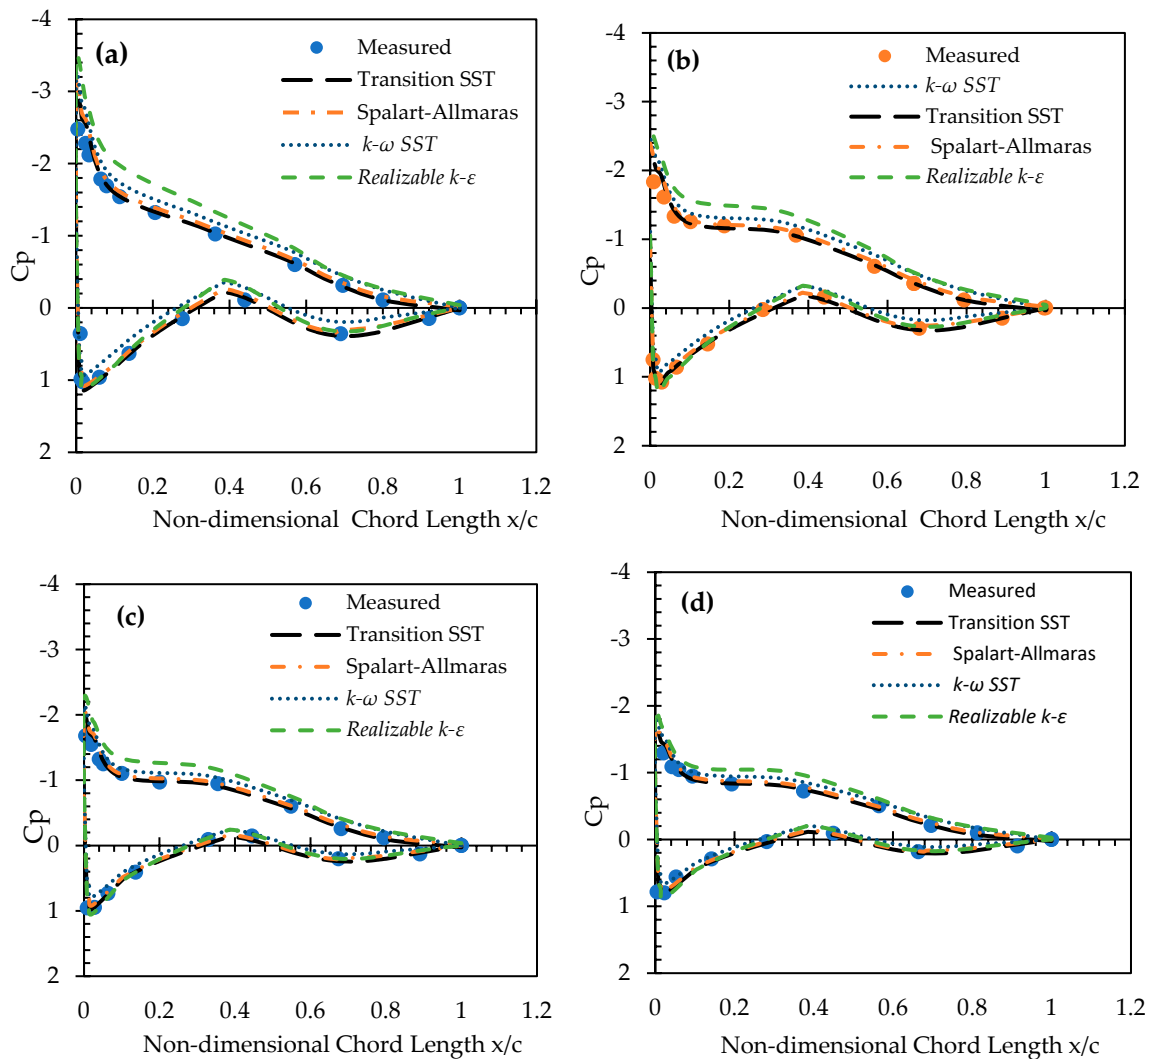 (a)
-4
-3
-2
-1
0
1
2
Cp
Measured
Transition SST
Spalart-Allmaras
k-ω SST
Realizable k-ε
0 0.2 0.4 0.6 0.8 1 1.2
Non-dimensional Chord Length x/c
(b)
-4
-3
-2
-1
0
1
2
Cp
Measured
k-ω SST
Transition SST
Spalart-Allmaras
Realizable k-ε
0 0.2 0.4 0.6 0.8 1 1.2
Non-dimensional Chord Length x/c
(c)
-4
-3
-2
-1
0
1
2
Cp
Measured
Transition SST
Spalart-Allmaras
k-ω SST
Realizable k-ε
0 0.2 0.4 0.6 0.8 1 1.2
Non-dimensional Chord Length x/c
(d)
-4
-3
-2
-1
0
1
2
Cp
Measured
Transition SST
Spalart-Allmaras
k-ω SST
Realizable k-ε
0 0.2 0.4 0.6 0.8 1 1.2
Non-dimensional Chord Length x/c